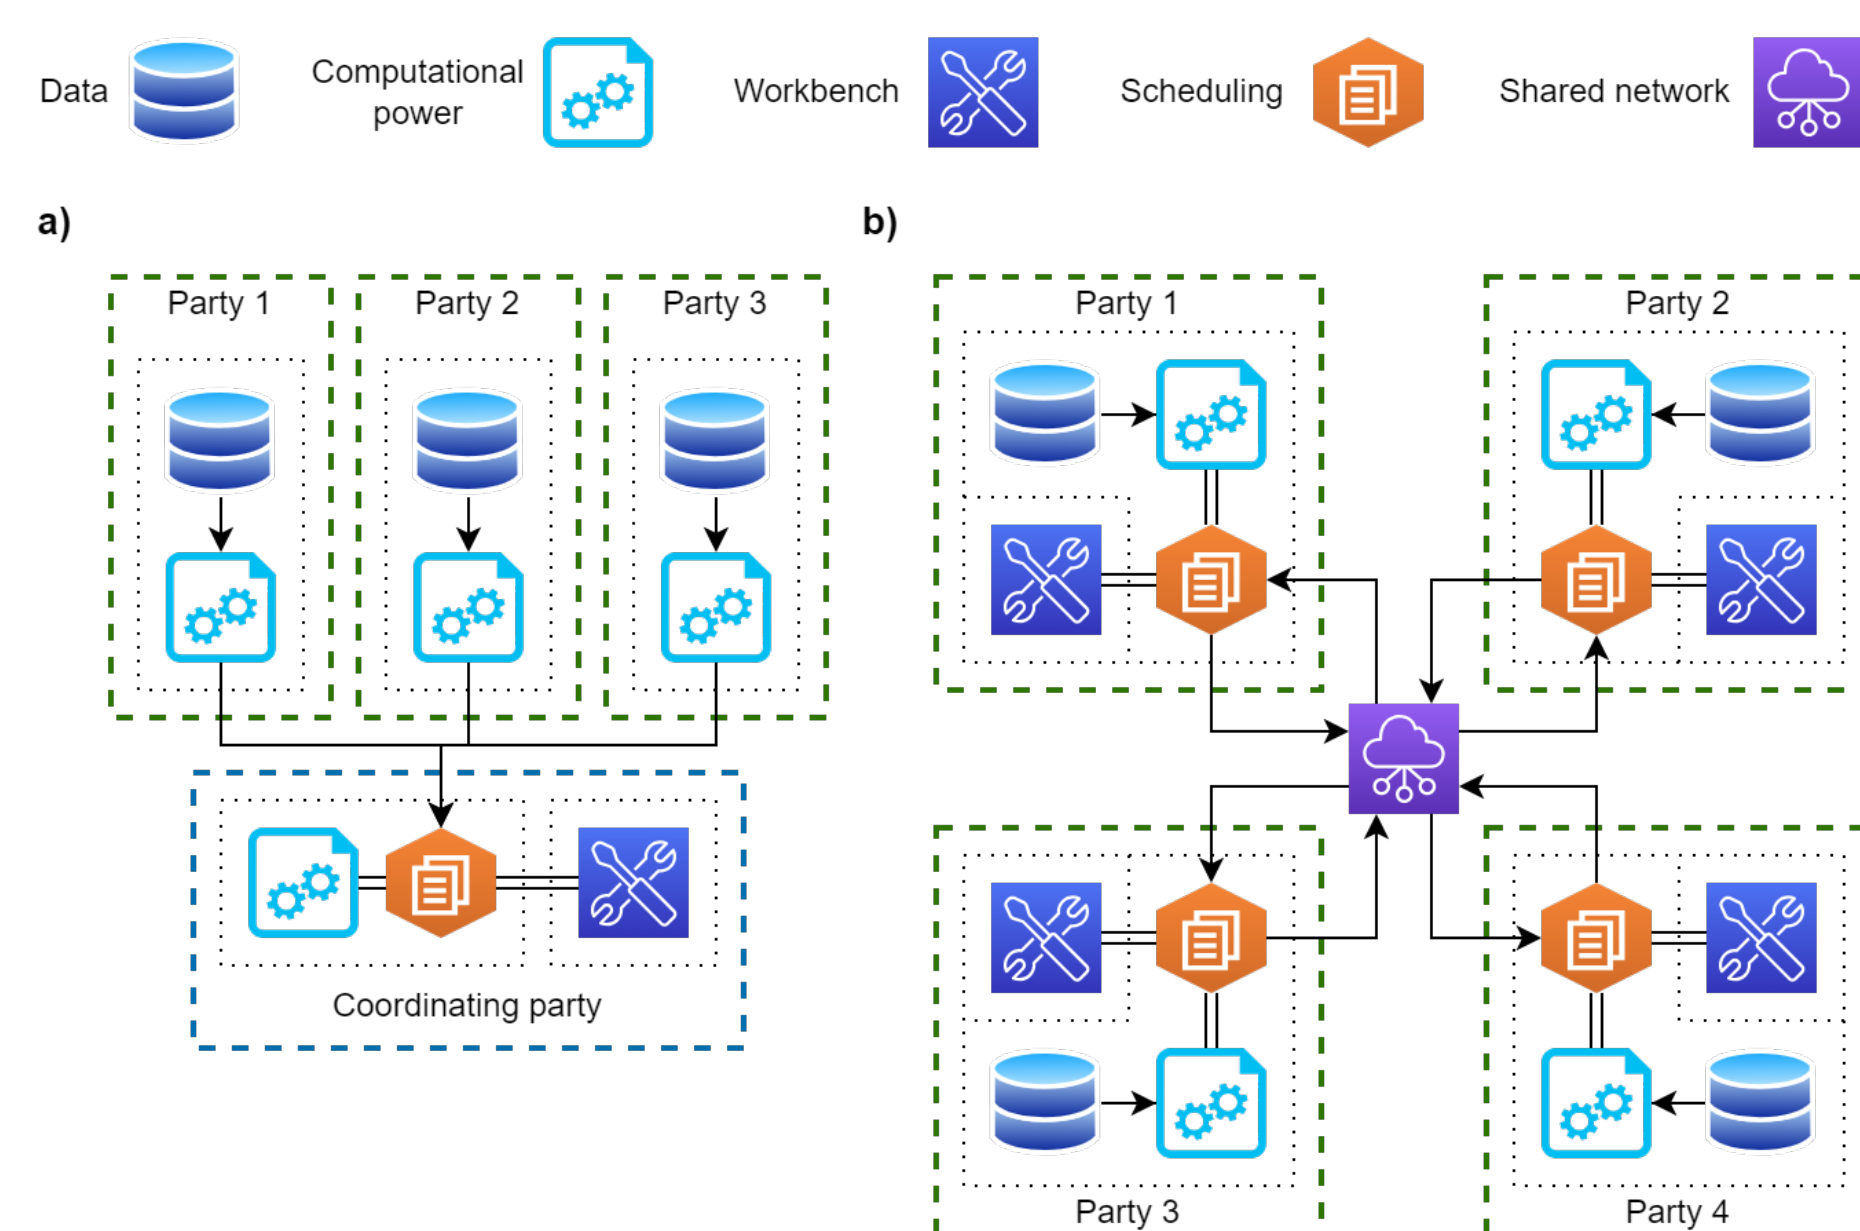 Data
Computational
power
Workbench
Scheduling
Shared network
a)
b)
Party 1
Party 2
Party 3
Party 1
Party 2
Coordinating party
Party 3
Party 4